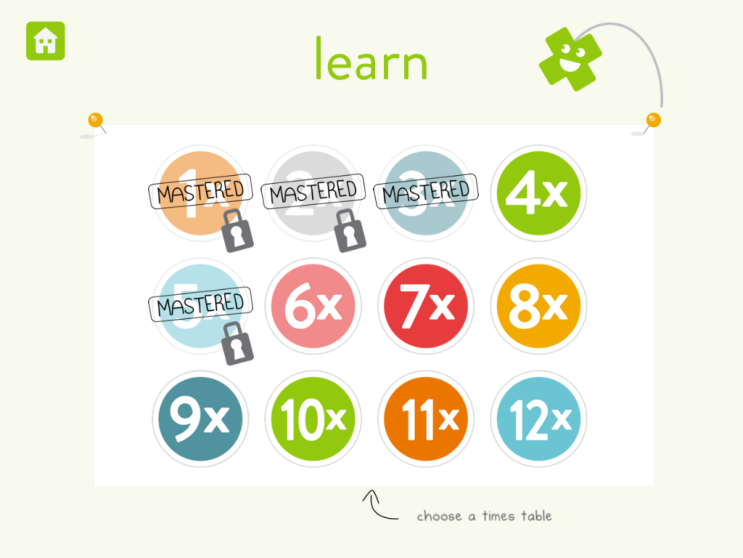 learn
MASTERED MASTERED MASTERED 4x
MASTERED 6x 7x 8x
9x 10x 11x 12x
choose a times table